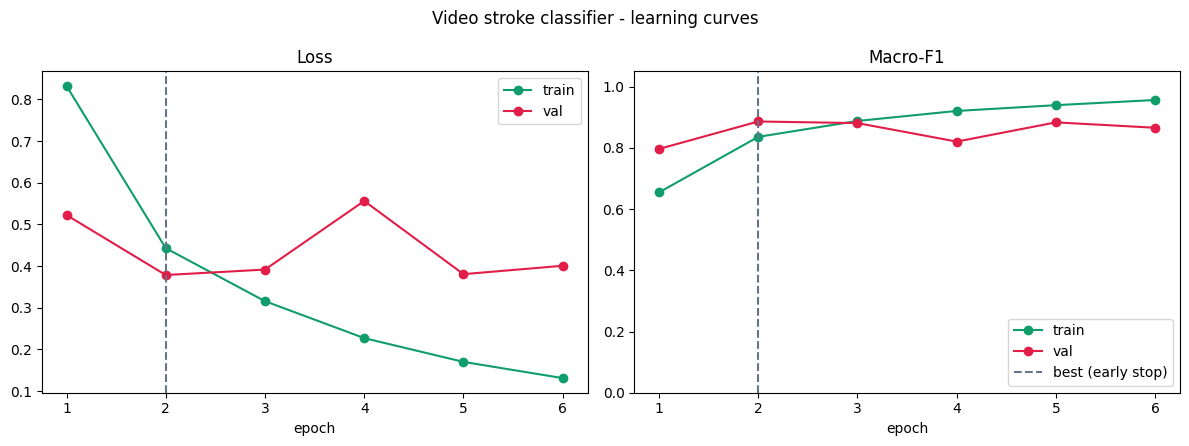 Video stroke classifier - learning curves
Loss
train
val
0.8
0.7
0.6
0.5
0.4
0.3
0.2
0.1
1 2 3 4 5 6
epoch
Macro-F1
1.0
0.8
0.6
0.4
0.2
0.0
train
val
best (early stop)
1 2 3 4 5 6
epoch